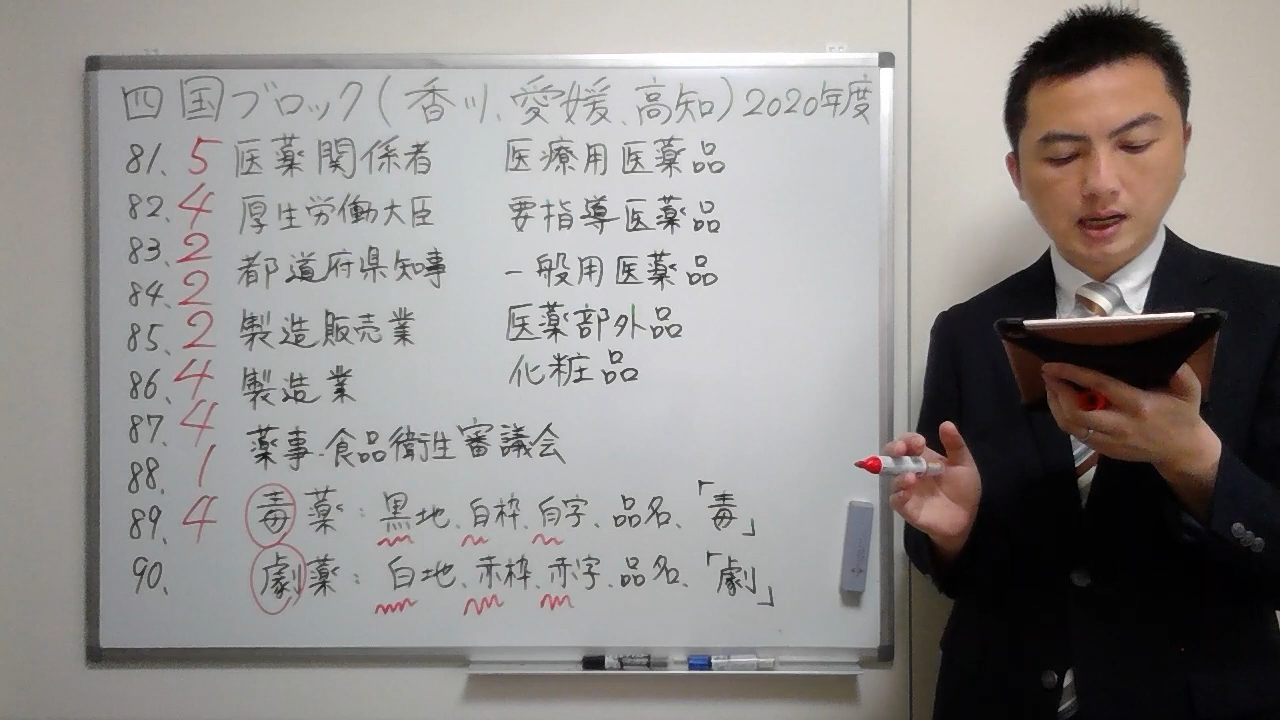 四国ブロック(香川、愛媛、高知)2020年度
81. 5 医薬関係者 医療用医薬品
82. 4 厚生労働大臣 要指導医薬品
83. 2 都道府県知事 一般用医薬品
84. 2
85. 2 製造販売業 医薬部外品
86. 4 製造業 化粧品
87. 4 薬事・食品衛生審議会
88. 1
89. 4 毒薬:黒地、白枠、白字、品名、「毒」
90. 劇薬:白地、赤枠、赤字、品名、「劇」